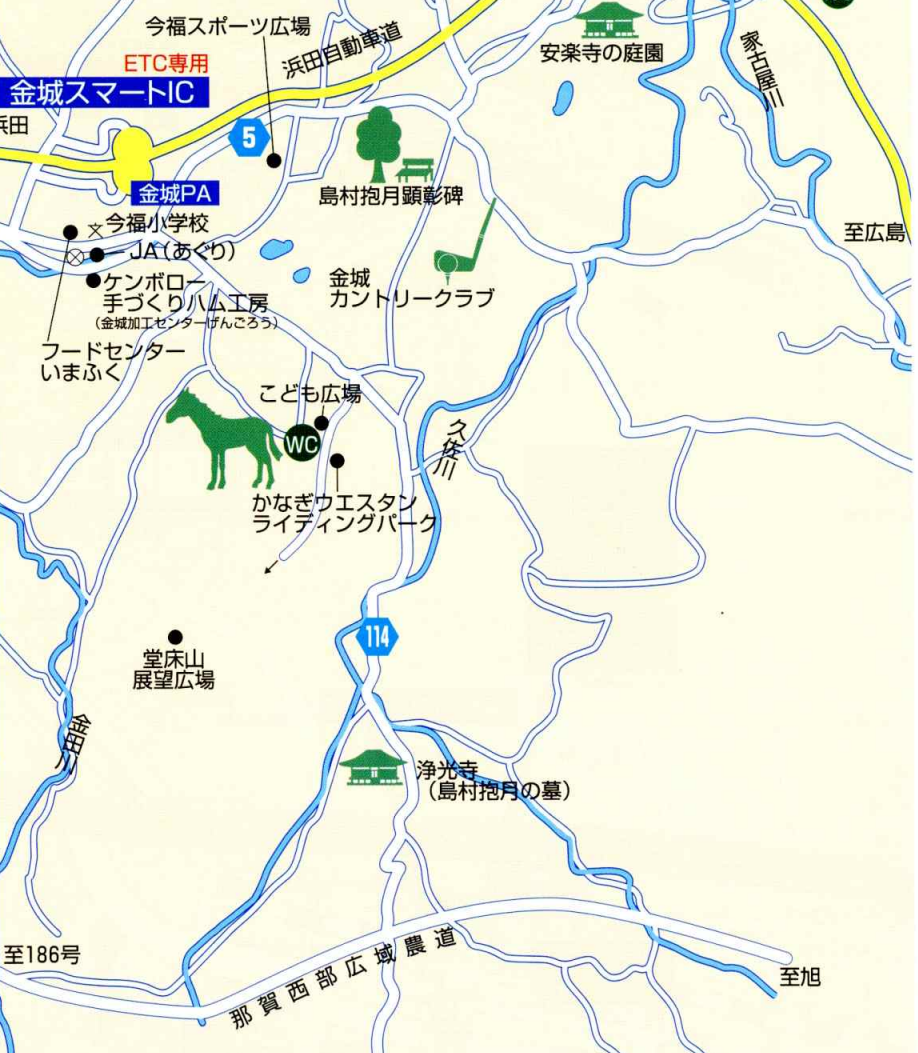 今福スポーツ広場
ETC専用
浜田自動車道
安楽寺の庭園
家古屋川
金城スマートIC
浜田
5
金城PA
島村抱月顕彰碑
文 今福小学校
JA(あぐり)
至広島
ケンボロー
手づくりハム工房
(金城加工センターげんごろう)
金城
カントリークラブ
フードセンター
いまふく
こども広場
WC
久佐川
かなぎウエスタン
ライディングパーク
114
堂床山
展望広場
金田川
浄光寺
(島村抱月の墓)
至186号
那賀西部広域農道
至旭